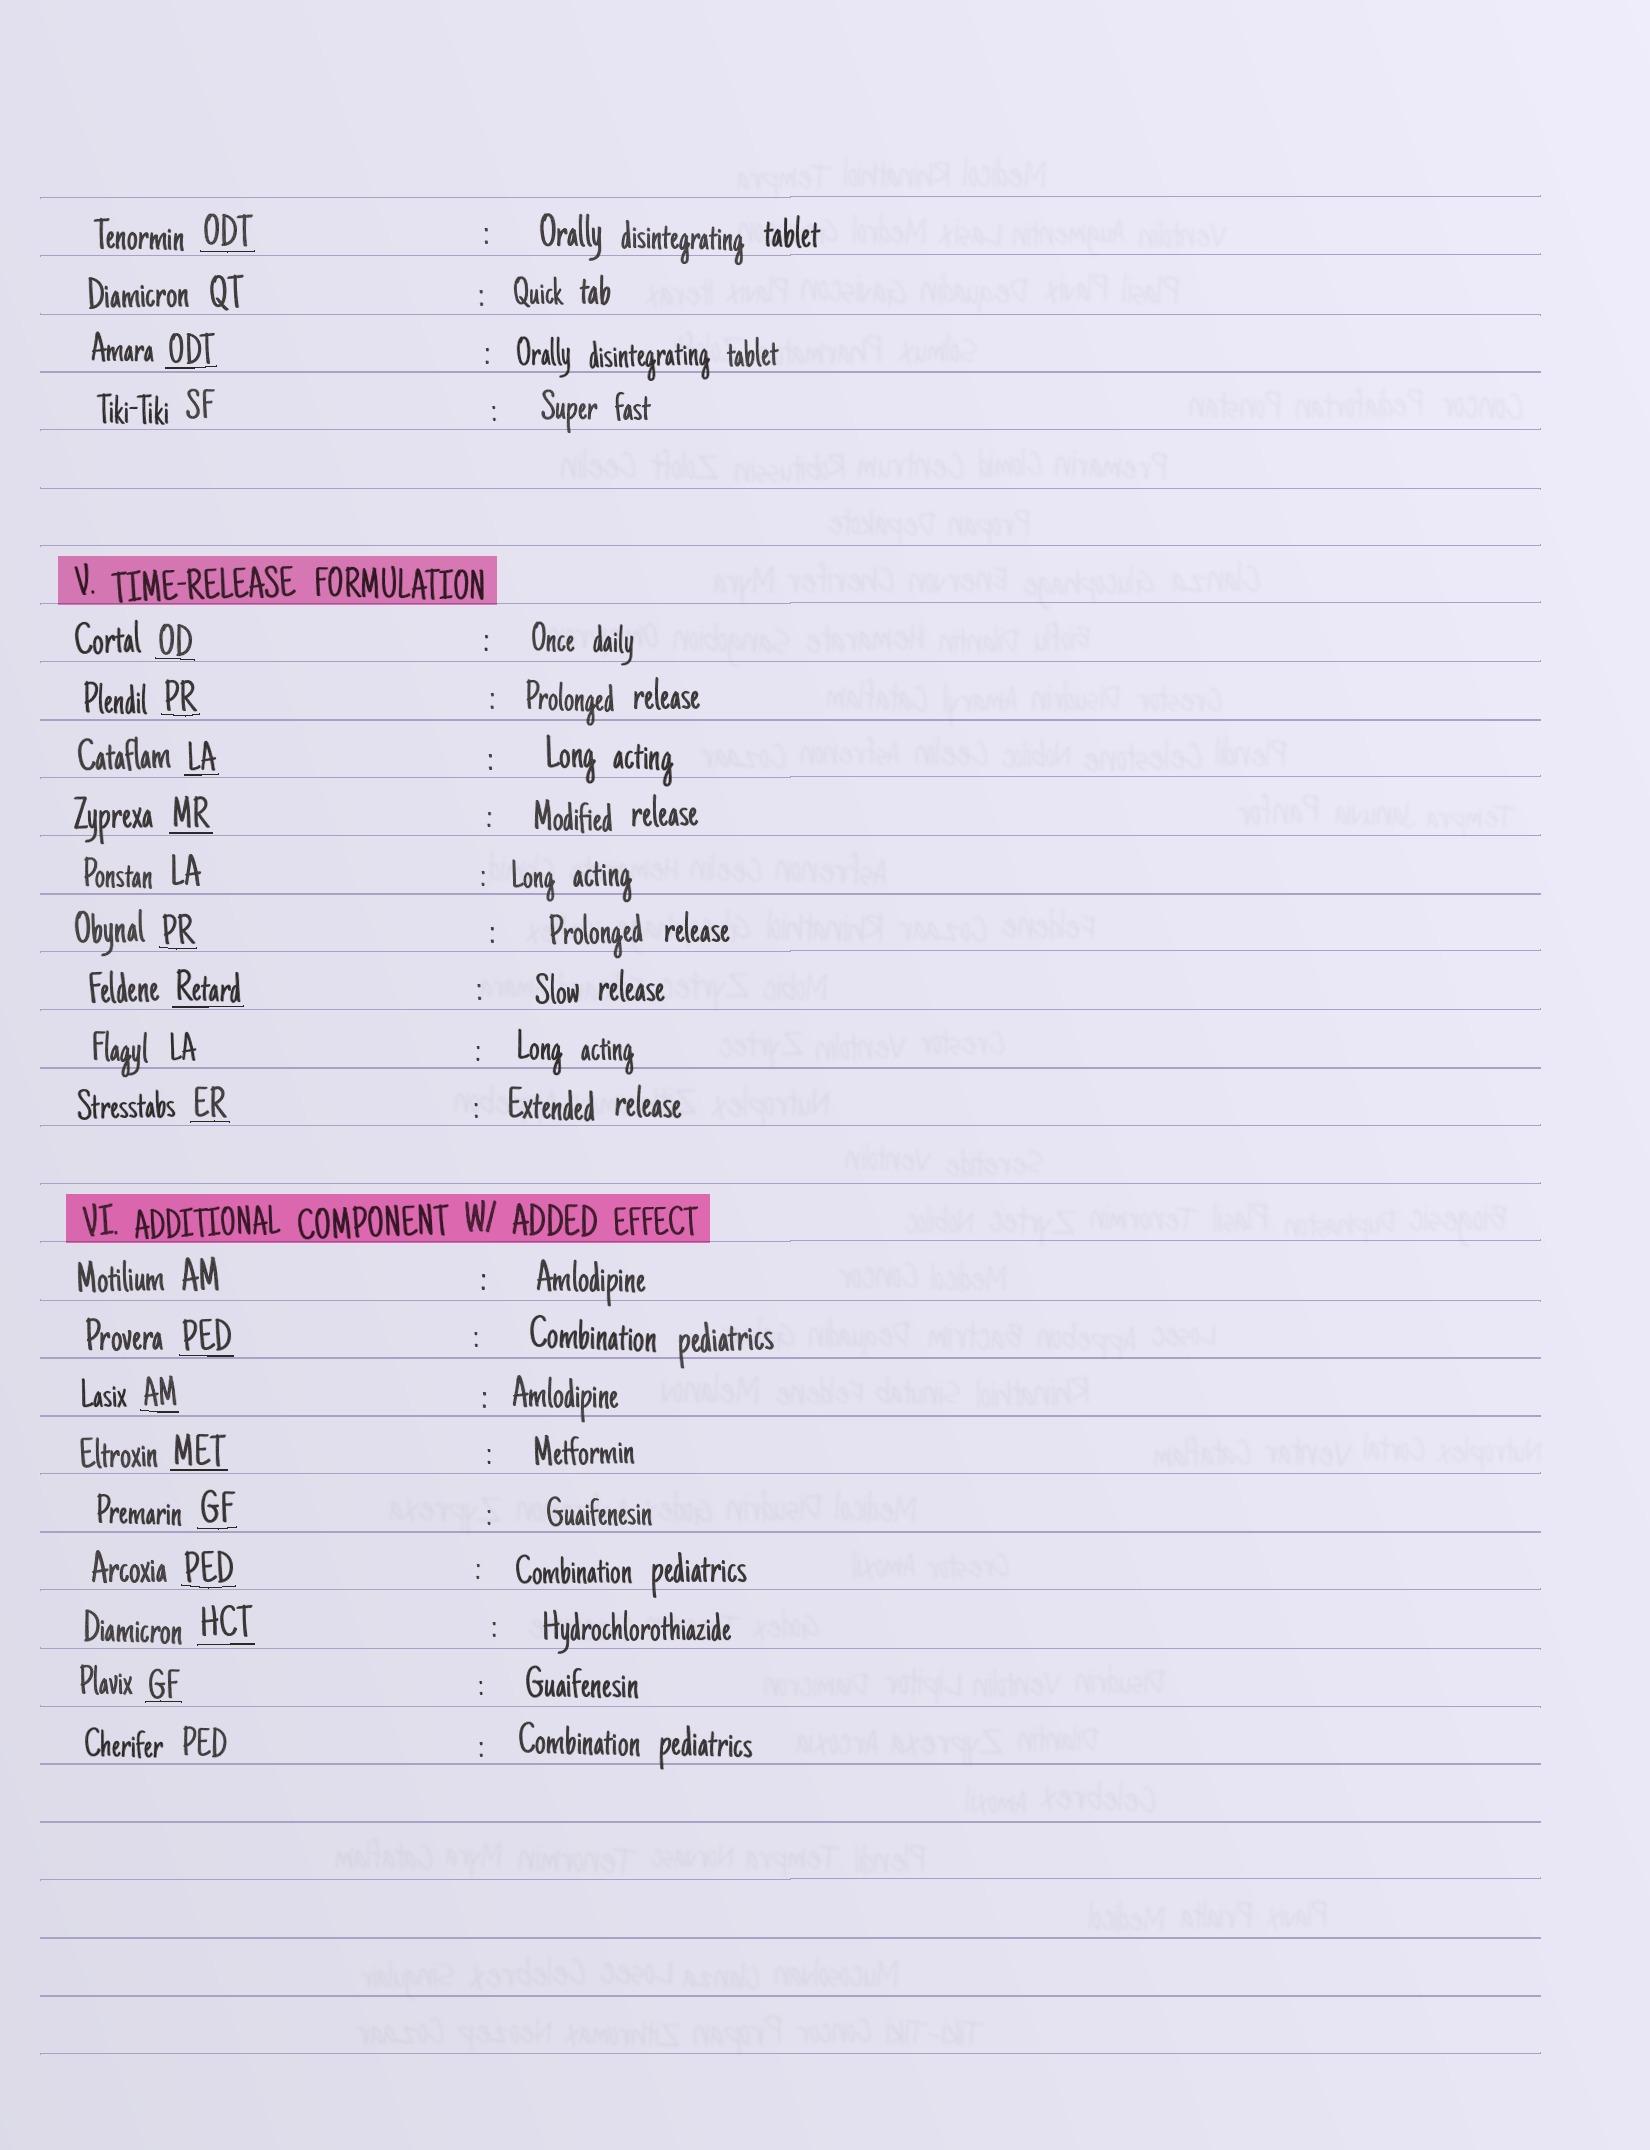 Tenormin ODT : Orally disintegrating tablet
Diamicron QT : Quick tab
Amara ODT : Orally disintegrating tablet
Tiki-Tiki SF : Super fast
V. TIME-RELEASE FORMULATION
Cortal OD : Once daily
Plendil PR : Prolonged release
Cataflam LA : Long acting
Zyprexa MR : Modified release
Ponstan LA : Long acting
Obynal PR : Prolonged release
Feldene Retard : Slow release
Flagyl LA : Long acting
Stresstabs ER : Extended release
VI. ADDITIONAL COMPONENT W/ ADDED EFFECT
Motilium AM : Amlodipine
Provera PED : Combination pediatrics
Lasix AM : Amlodipine
Eltroxin MET : Metformin
Premarin GF : Guaifenesin
Arcoxia PED : Combination pediatrics
Diamicron HCT : Hydrochlorothiazide
Plavix GF : Guaifenesin
Cherifer PED : Combination pediatrics